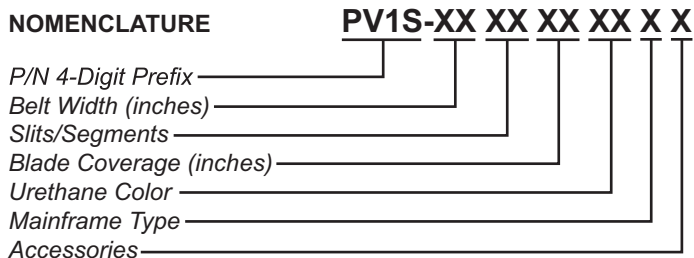 NOMENCLATURE PV1S-XX XX XX XX X X
P/N 4-Digit Prefix
Belt Width (inches)
Slits/Segments
Blade Coverage (inches)
Urethane Color
Mainframe Type
Accessories